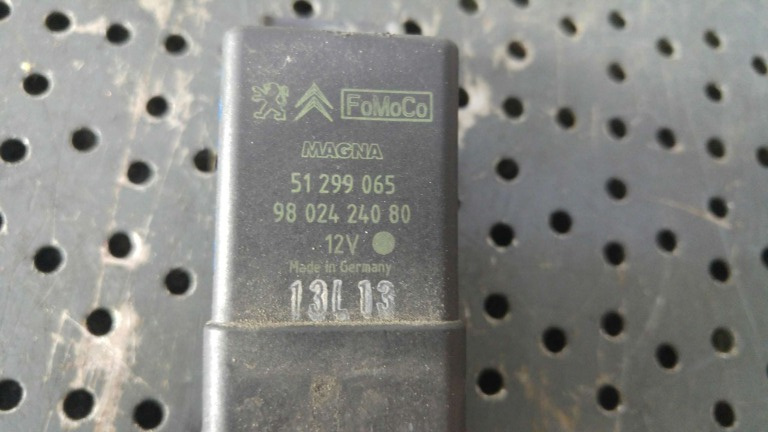 FoMoCo
MAGNA
51 299 065
98 024 240 80
12V
Made in Germany
13L13